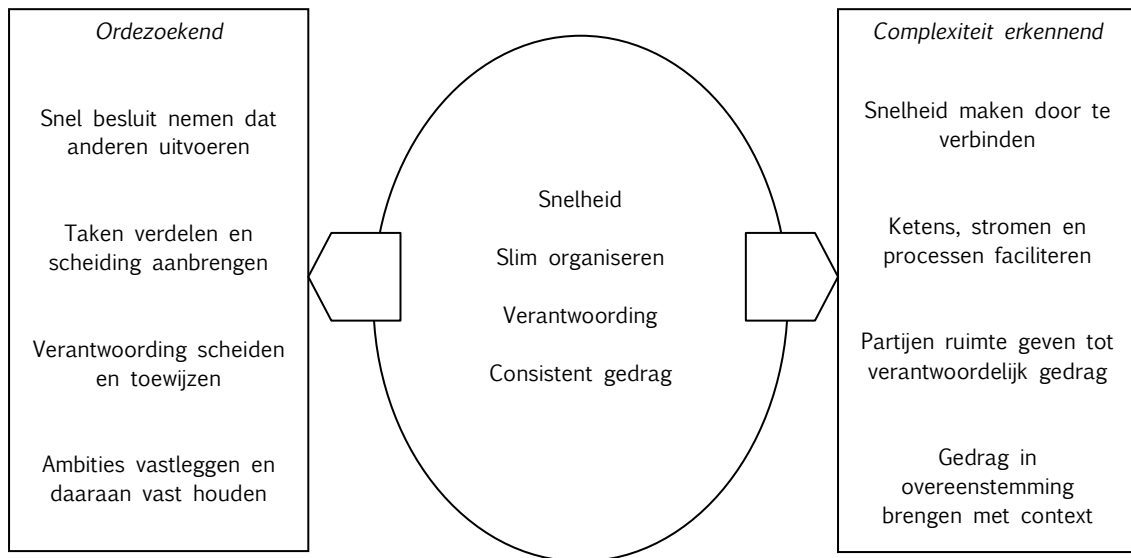 Ordezoekend
Snel besluit nemen dat
anderen uitvoeren
Taken verdelen en
scheiding aanbrengen
Verantwoording scheiden
en toewijzen
Ambities vastleggen en
daaraan vast houden
Snelheid
Slim organiseren
Verantwoording
Consistent gedrag
Complexiteit erkennend
Snelheid maken door te
verbinden
Ketens, stromen en
processen faciliteren
Partijen ruimte geven tot
verantwoordelijk gedrag
Gedrag in
overeenstemming
brengen met context